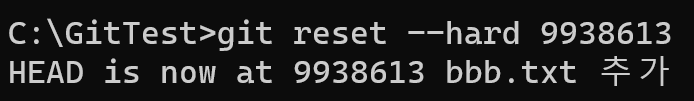 C:\GitTest>git reset --hard 9938613
HEAD is now at 9938613 bbb.txt 추가